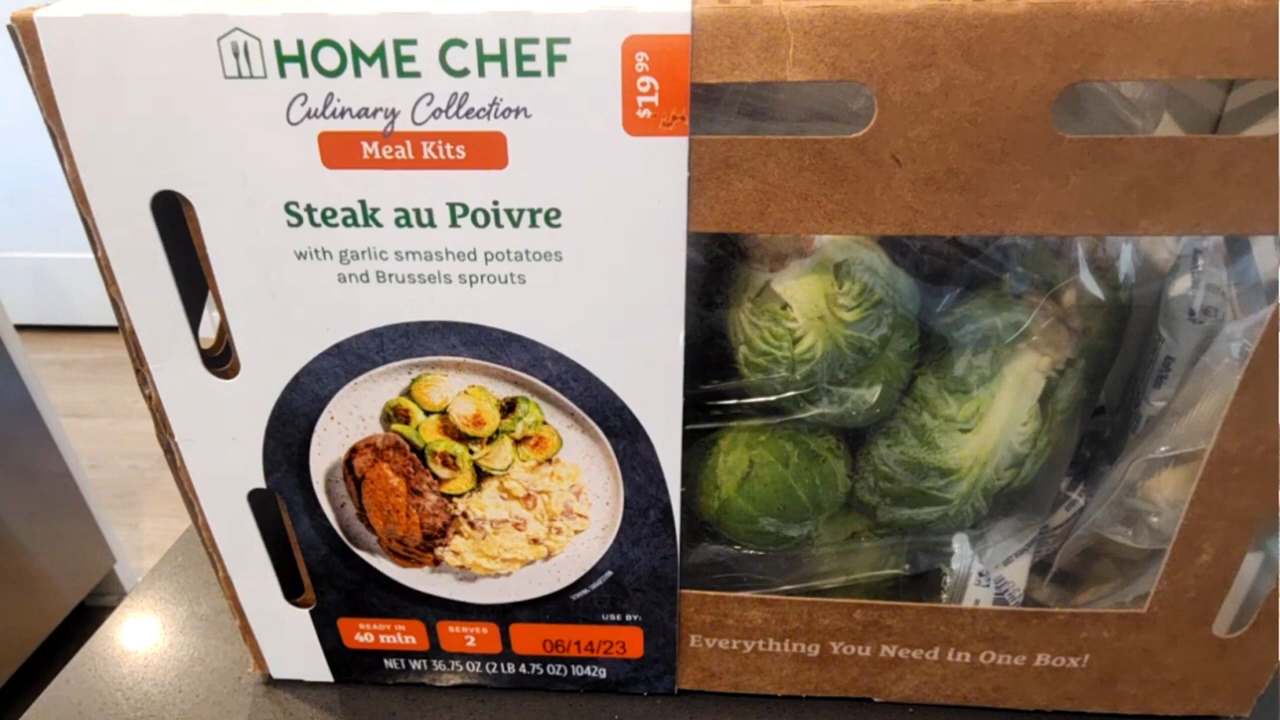 HOME CHEF
Culinary Collection
Meal Kits
$19.99
Steak au Poivre
with garlic smashed potatoes
and Brussels sprouts
SERVING SUGGESTION
READY IN
40 min
SERVES
2
USE BY:
06/14/23
NET WT 36.75 OZ (2 LB 4.75 OZ) 1042g
Everything You Need in One Box!